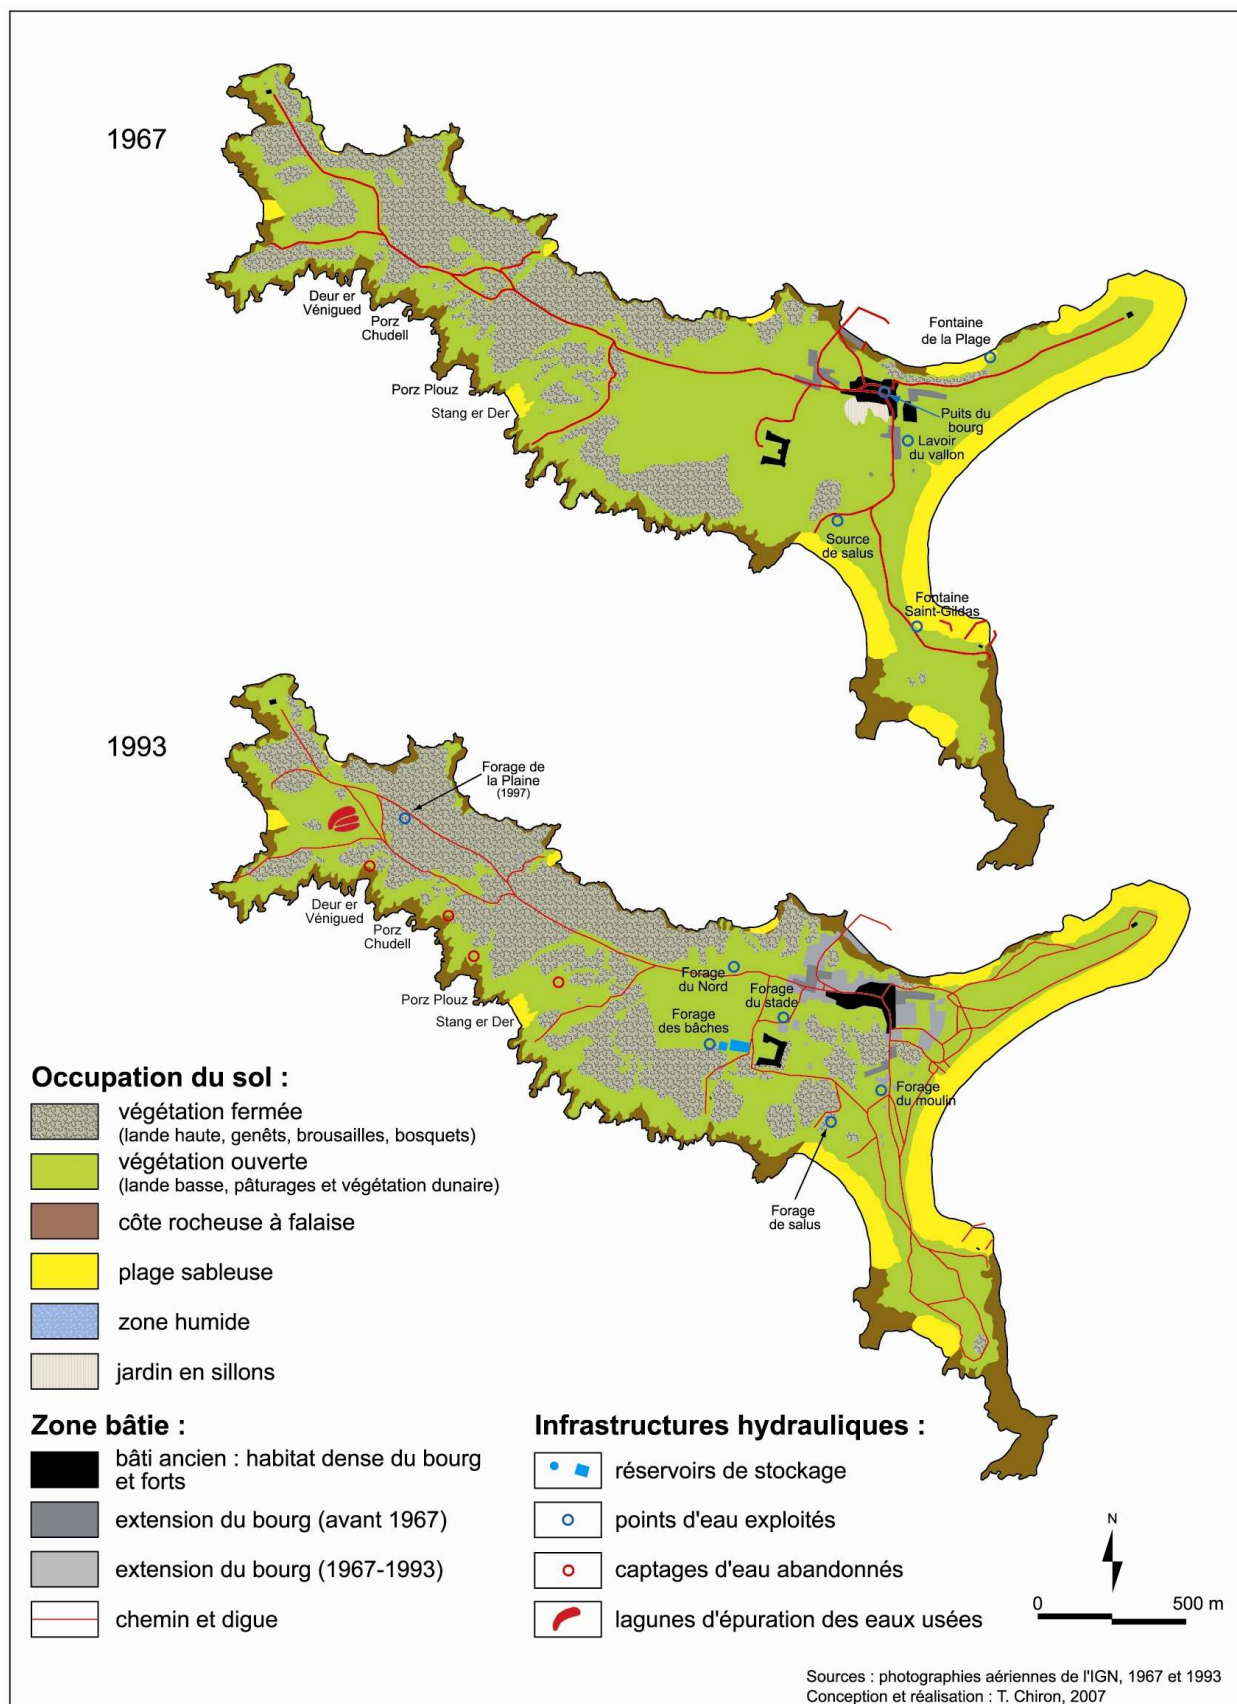 1967
Deur er
Vénigued
Porz
Chudell
Porz Plouz
Stang er Der
Fontaine
de la Plage
Puits du
bourg
Lavoir
du vallon
Source
de salus
Fontaine
Saint-Gildas
1993
Forage de
la Plaine
(1997)
Deur er
Vénigued
Porz
Chudell
Porz Plouz
Stang er Der
Forage
du Nord
Forage
du stade
Forage
des bâches
Forage
du moulin
Forage
de salus
Occupation du sol :
végétation fermée
(lande haute, genêts, brousailles, bosquets)
végétation ouverte
(lande basse, pâturages et végétation dunaire)
côte rocheuse à falaise
plage sableuse
zone humide
jardin en sillons
Zone bâtie :
bâti ancien : habitat dense du bourg
et forts
extension du bourg (avant 1967)
extension du bourg (1967-1993)
chemin et digue
Infrastructures hydrauliques :
réservoirs de stockage
points d'eau exploités
captages d'eau abandonnés
lagunes d'épuration des eaux usées
N
0 500 m
Sources : photographies aériennes de l'IGN, 1967 et 1993
Conception et réalisation : T. Chiron, 2007